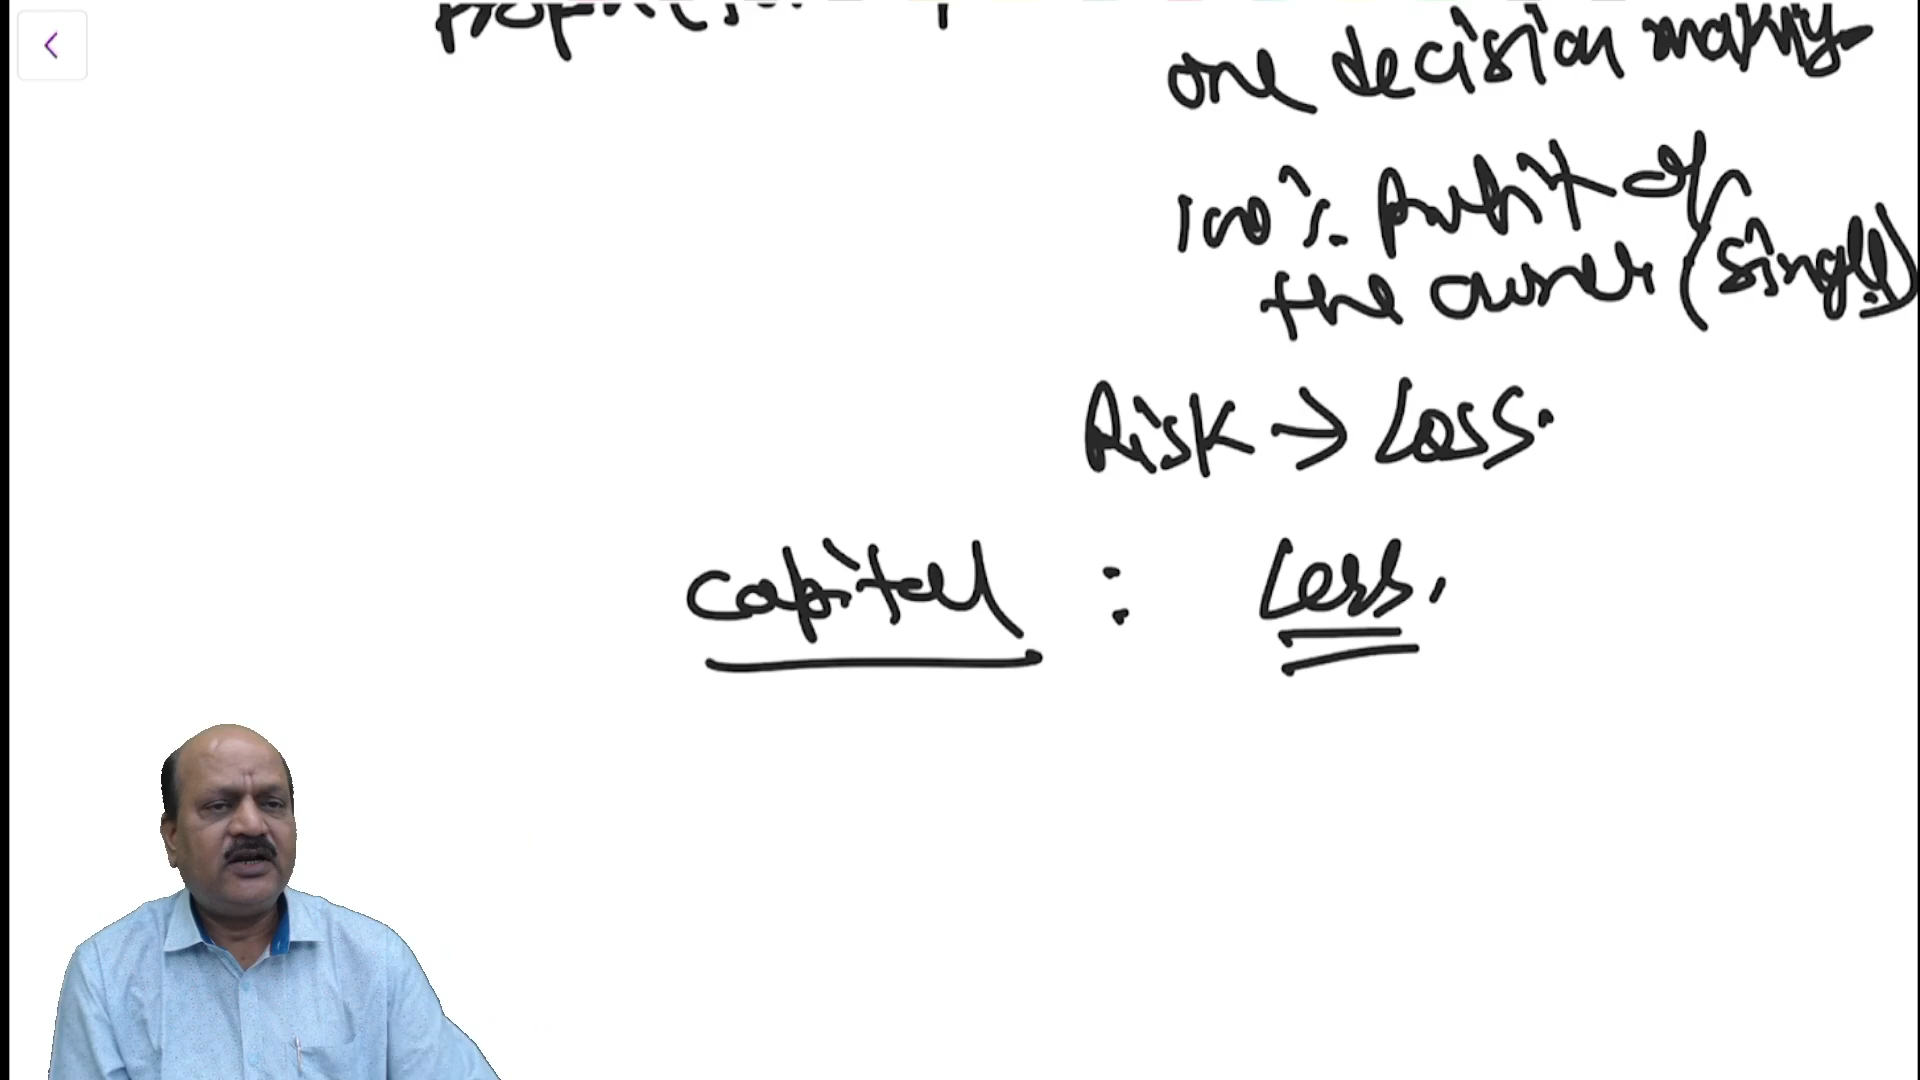 one decision making
100% Profit of
the owner (single)
Risk → Loss.
capital : Less.